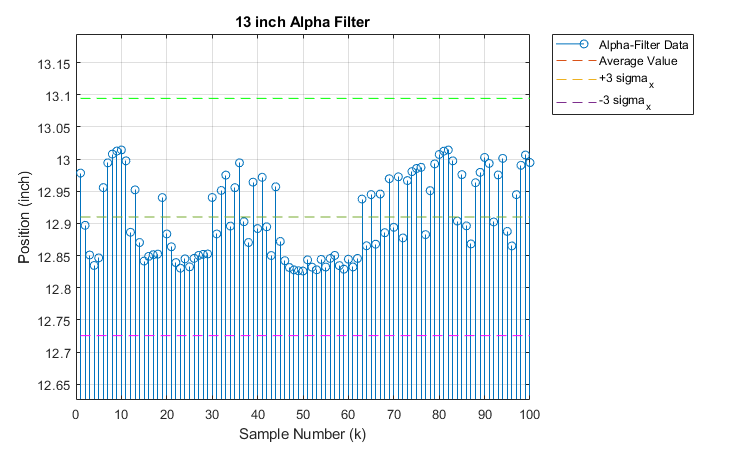 13 inch Alpha Filter
Position (inch)
13.15
13.1
13.05
13
12.95
12.9
12.85
12.8
12.75
12.7
12.65
0 10 20 30 40 50 60 70 80 90 100
Sample Number (k)
Alpha-Filter Data
Average Value
+3 sigma x
-3 sigma x